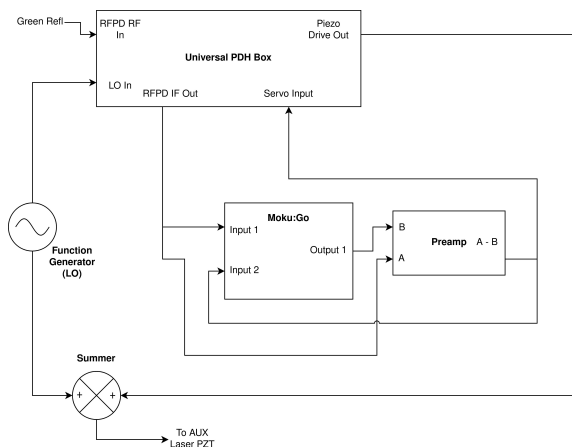 Green Refl
RFPD RF
In
Piezo
Drive Out
Universal PDH Box
LO In
RFPD IF Out
Servo Input
Moku:Go
Input 1
Output 1
Input 2
B
Preamp
A - B
A
Function
Generator
(LO)
Summer
+
+
To AUX
Laser PZT